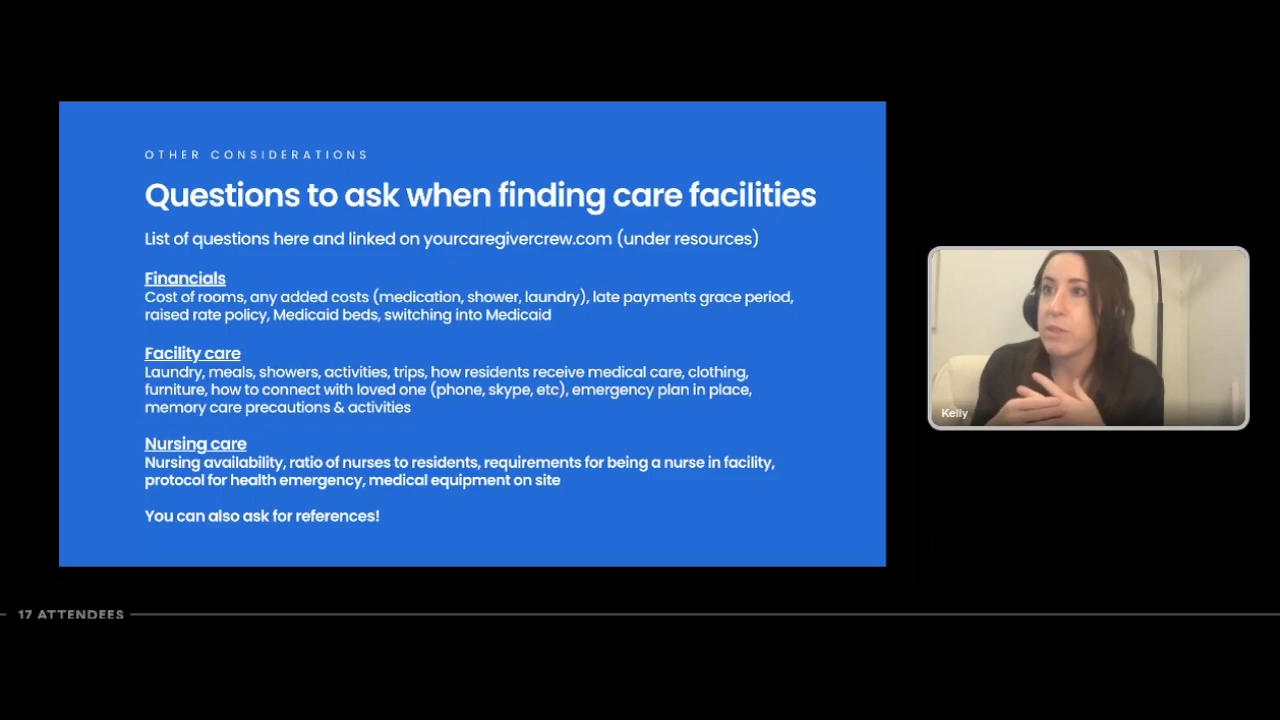 OTHER CONSIDERATIONS
Questions to ask when finding care facilities
List of questions here and linked on yourcaregivercrew.com (under resources)
Financials
Cost of rooms, any added costs (medication, shower, laundry), late payments grace period,
raised rate policy, Medicaid beds, switching into Medicaid
Facility care
Laundry, meals, showers, activities, trips, how residents receive medical care, clothing,
furniture, how to connect with loved one (phone, skype, etc), emergency plan in place,
memory care precautions & activities
Nursing care
Nursing availability, ratio of nurses to residents, requirements for being a nurse in facility,
protocol for health emergency, medical equipment on site
You can also ask for references!
Kelly
17 ATTENDEES